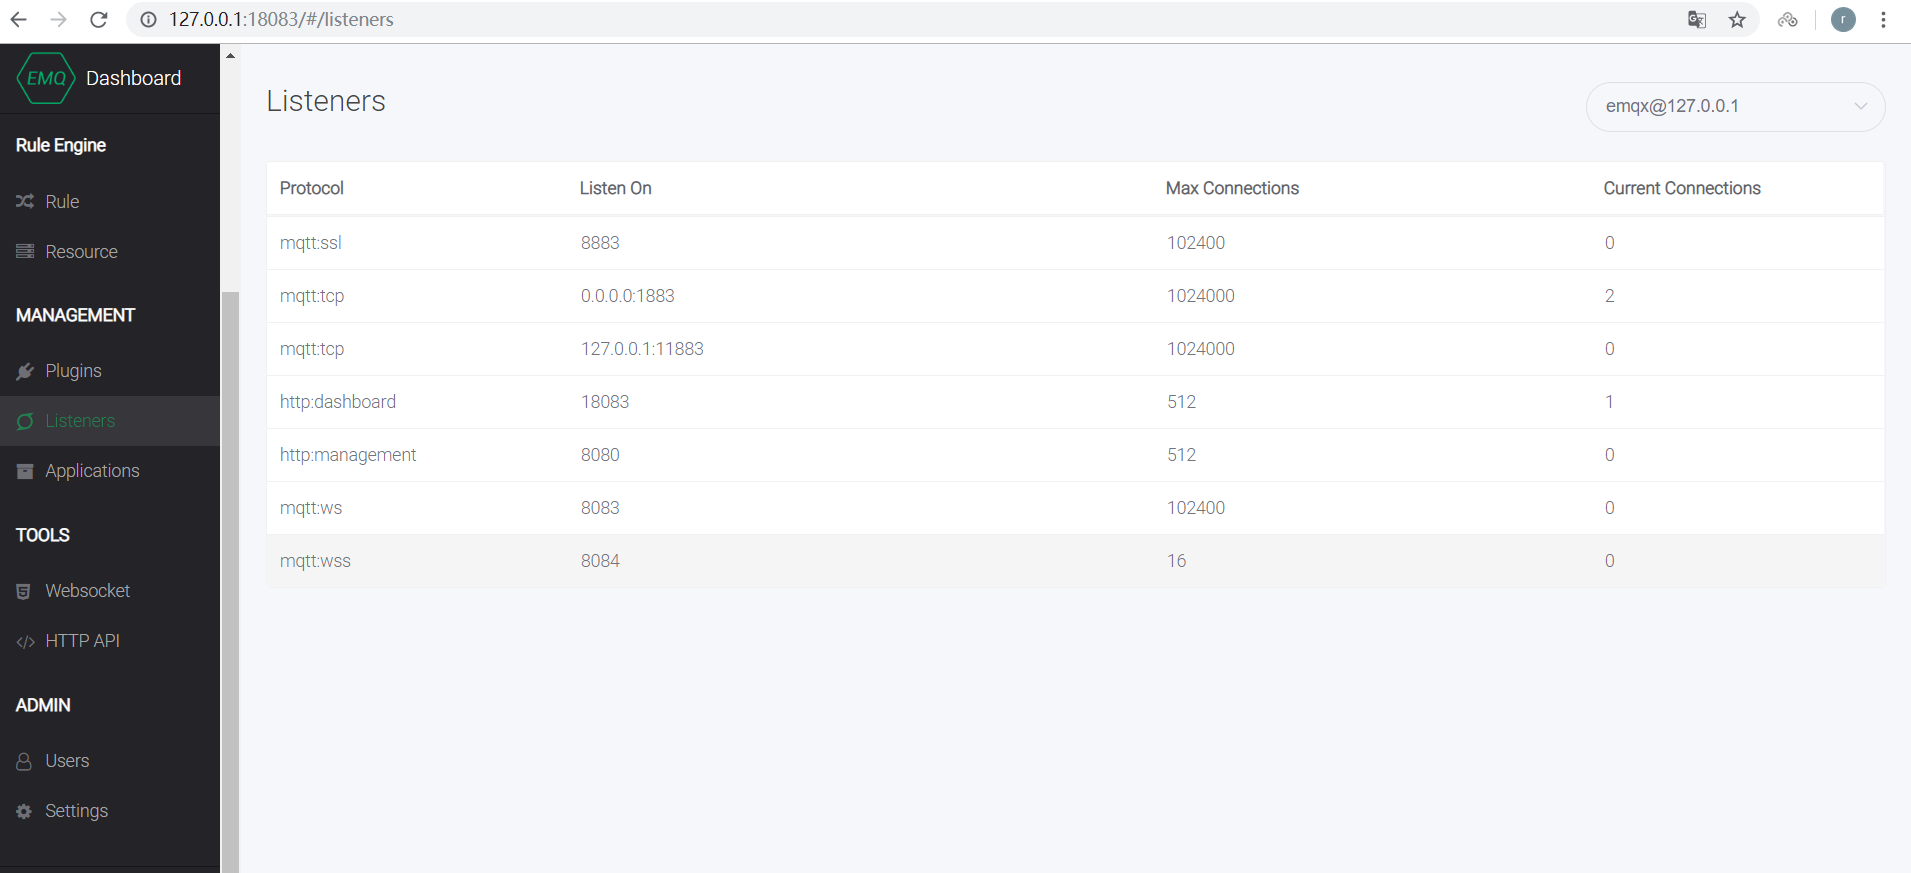 127.0.0.1:18083/#/listeners
r
EMQ Dashboard
Rule Engine
Rule
Resource
MANAGEMENT
Plugins
Listeners
Applications
TOOLS
Websocket
HTTP API
ADMIN
Users
Settings
Listeners
emqx@127.0.0.1
Protocol Listen On Max Connections Current Connections
mqtt:ssl 8883 102400 0
mqtt:tcp 0.0.0.0:1883 1024000 2
mqtt:tcp 127.0.0.1:11883 1024000 0
http:dashboard 18083 512 1
http:management 8080 512 0
mqtt:ws 8083 102400 0
mqtt:wss 8084 16 0